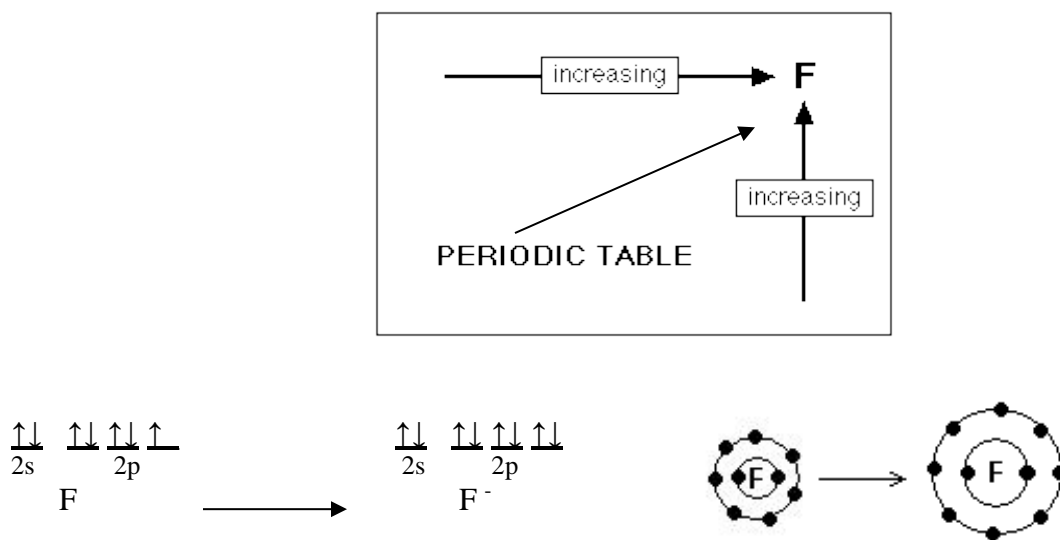 increasing F
increasing
PERIODIC TABLE
↑↓ ↑↓ ↑↓ ↑ ↑↓ ↑↓ ↑↓ ↑↓
2s 2p 2s 2p
F F - F F